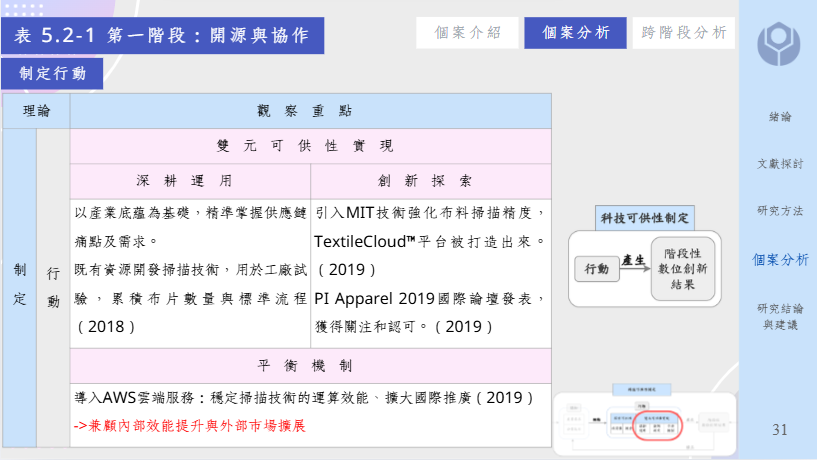 表 5.2-1 第一階段：開源與協作
個案介紹
個案分析
跨階段分析
制定行動
理論
觀察重點
雙元可供性實現
深耕運用
創新探索
制定
行動
以產業底蘊為基礎，精準掌握供應鏈
痛點及需求。
既有資源開發掃描技術，用於工廠試
驗，累積布片數量與標準流程
（2018）
引入MIT技術強化布料掃描精度，
TextileCloud™平台被打造出來。
（2019）
PI Apparel 2019國際論壇發表，
獲得關注和認可。（2019）
平衡機制
導入AWS雲端服務：穩定掃描技術的運算效能、擴大國際推廣（2019）
->兼顧內部效能提升與外部市場擴展
科技可供性制定
行動
產生
階段性
數位創新
結果
緒論
文獻探討
研究方法
個案分析
研究結論
與建議
31